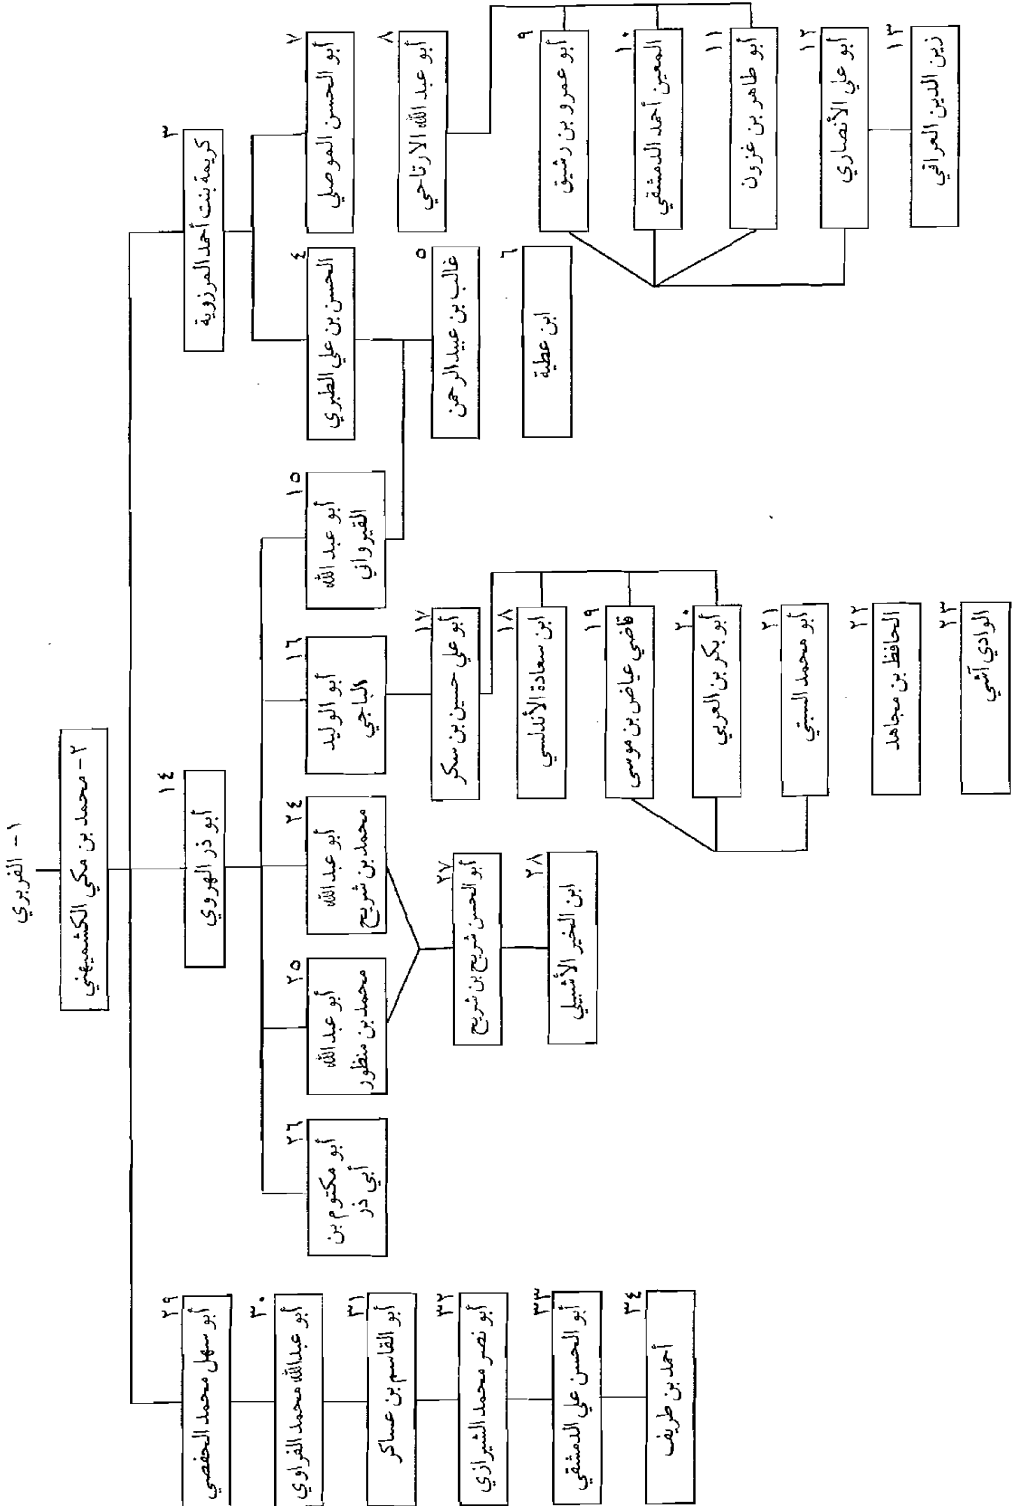 ١ - الفربري
٢ - محمد بن مكي الكشميهني
٣
كريمة بنت أحمد المرزوية
٤
الحسن بن علي الطبري
٥
غالب بن عبيد الرحمن
٦
ابن عطية
٧
أبو الحسن الموصلي
٨
أبو عبد الله الارتاحي
٩
أبو عمرو بن رشيق
١٠
المعين أحمد الدمشقي
١١
أبو طاهر بن غزون
١٢
أبو علي الأنصاري
١٣
زين الدين العراقي
١٤
أبو ذر الهروي
١٥
أبو عبد الله
القيرواني
١٦
أبو الوليد
الباجي
١٧
أبو علي حسين بن سكر
١٨
ابن سعادة الأندلسي
١٩
قاضي عياض بن موسى
٢٠
أبو بكر بن العربي
٢١
أبو محمد السبتي
٢٢
الحافظ بن مجاهد
٢٣
الوادي آشي
٢٤
أبو عبد الله
محمد بن شريح
٢٥
أبو عبد الله
محمد بن منظور
٢٦
أبو مكتوم بن
أبي ذر
٢٧
أبو الحسن شريح بن شريح
٢٨
ابن الخير الأشبيلي
٢٩
أبو سهل محمد الحفصي
٣٠
أبو عبدالله محمد الفراوي
٣١
أبو القاسم بن عساكر
٣٢
أبو نصر محمد الشيرازي
٣٣
أبو الحسن علي الدمشقي
٣٤
أحمد بن طريف